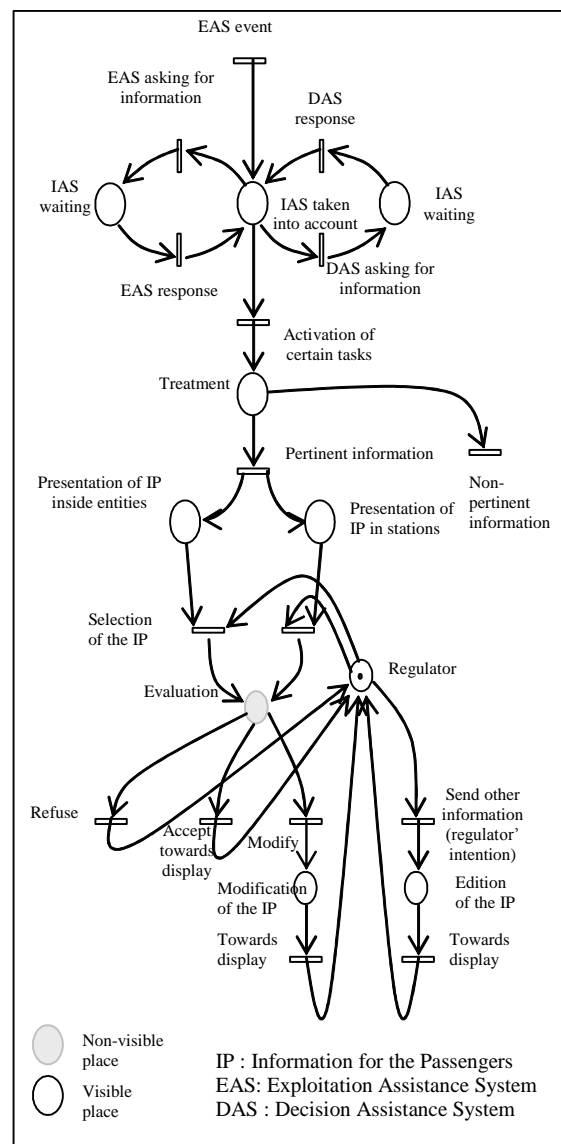 EAS event
EAS asking for
information
DAS
response
IAS
waiting
IAS taken
into account
IAS
waiting
EAS response
DAS asking for
information
Activation of
certain tasks
Treatment
Pertinent information
Non-
pertinent
information
Presentation of IP
inside entities
Presentation of
IP in stations
Selection
of the IP
Regulator
Evaluation
Refuse
Accept
towards
display
Modify
Send other
information
(regulator'
intention)
Modification
of the IP
Edition
of the IP
Towards
display
Towards
display
Non-visible
place
Visible
place
IP : Information for the Passengers
EAS: Exploitation Assistance System
DAS : Decision Assistance System